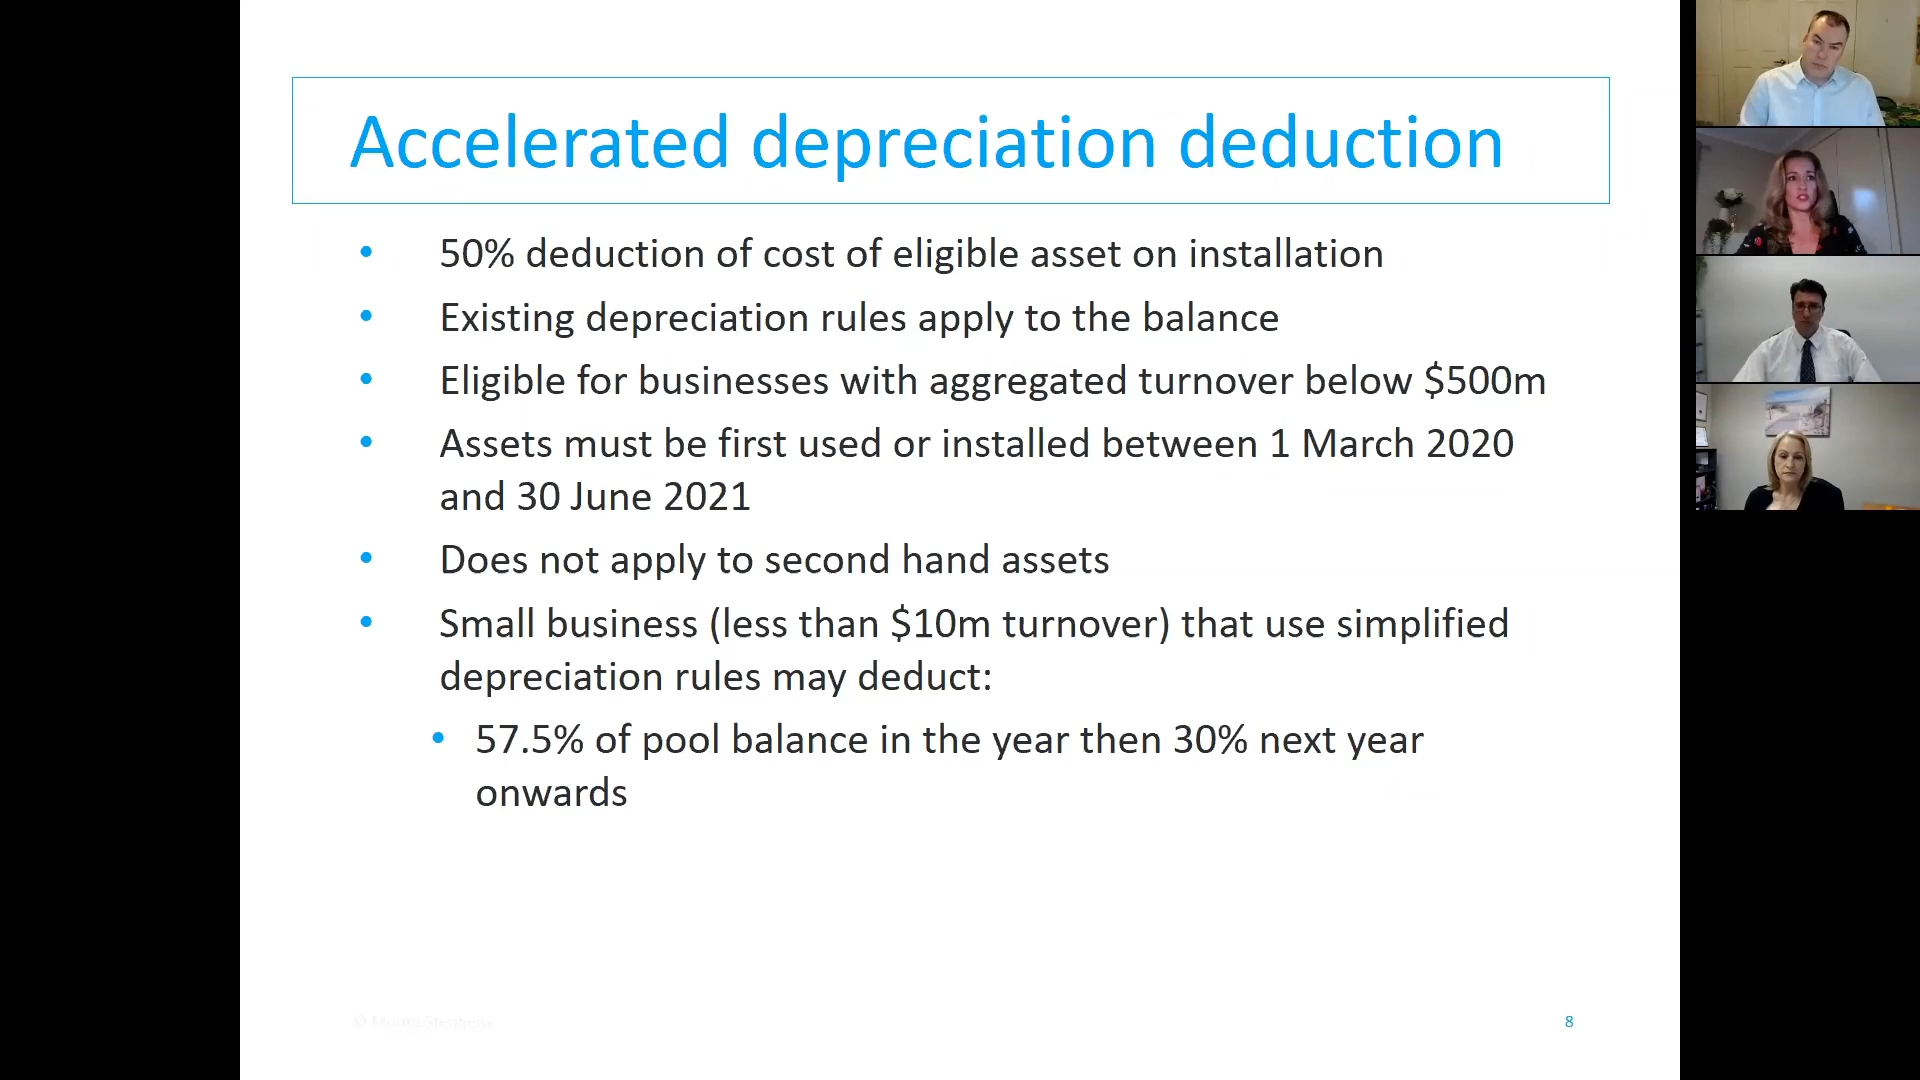 Accelerated depreciation deduction
• 50% deduction of cost of eligible asset on installation
• Existing depreciation rules apply to the balance
• Eligible for businesses with aggregated turnover below $500m
• Assets must be first used or installed between 1 March 2020
and 30 June 2021
• Does not apply to second hand assets
• Small business (less than $10m turnover) that use simplified
depreciation rules may deduct:
• 57.5% of pool balance in the year then 30% next year
onwards
© Moore Stephens
8